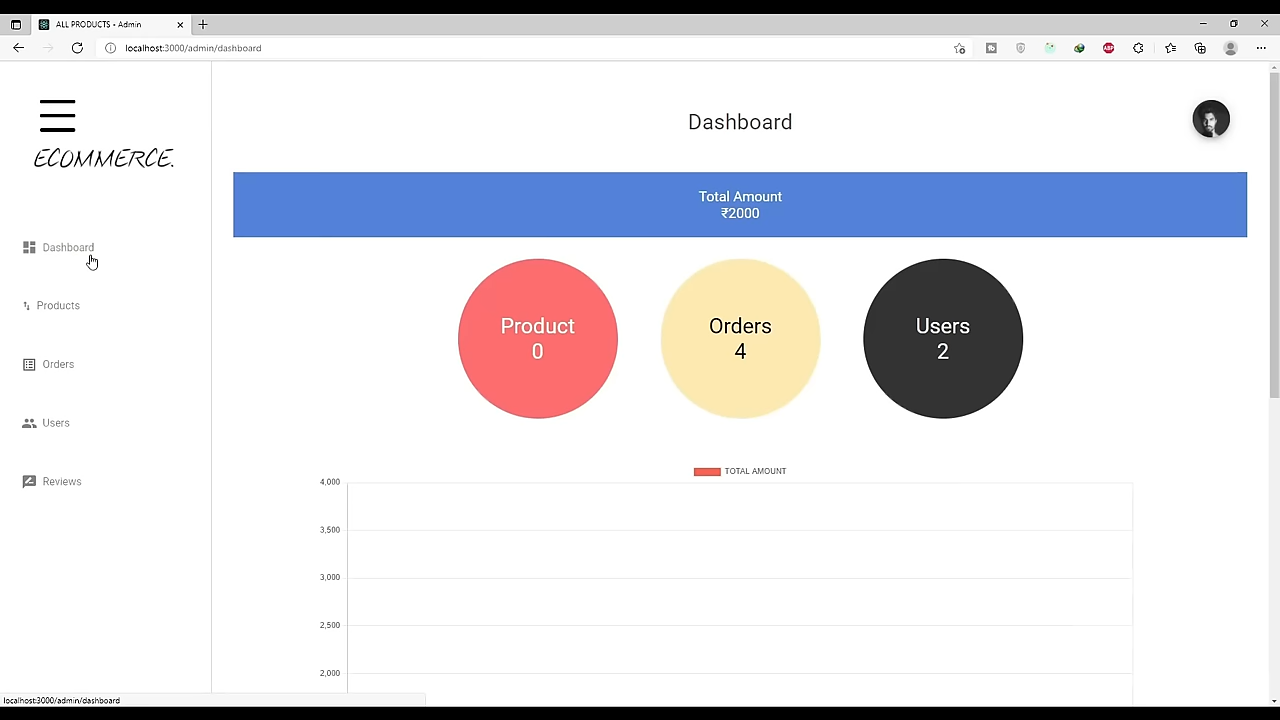 ALL PRODUCTS - Admin
localhost:3000/admin/dashboard
ABP
ECOMMERCE.
Dashboard
Products
Orders
Users
Reviews
Dashboard
Total Amount
₹2000
Product
0
Orders
4
Users
2
TOTAL AMOUNT
4,000
3,500
3,000
2,500
2,000
localhost:3000/admin/dashboard